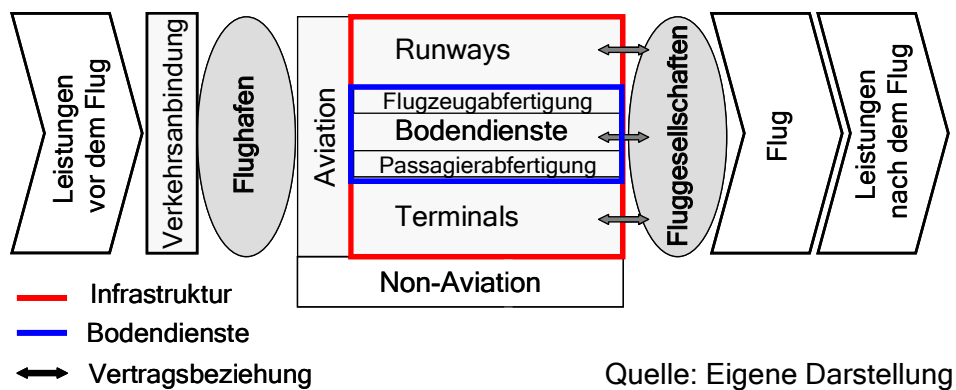 Leistungen
vor dem Flug
Verkehrsanbindung
Flughafen
Aviation
Runways
Flugzeugabfertigung
Bodendienste
Passagierabfertigung
Terminals
Non-Aviation
Fluggesellschaften
Flug
Leistungen
nach dem Flug
Infrastruktur
Bodendienste
Vertragsbeziehung
Quelle: Eigene Darstellung